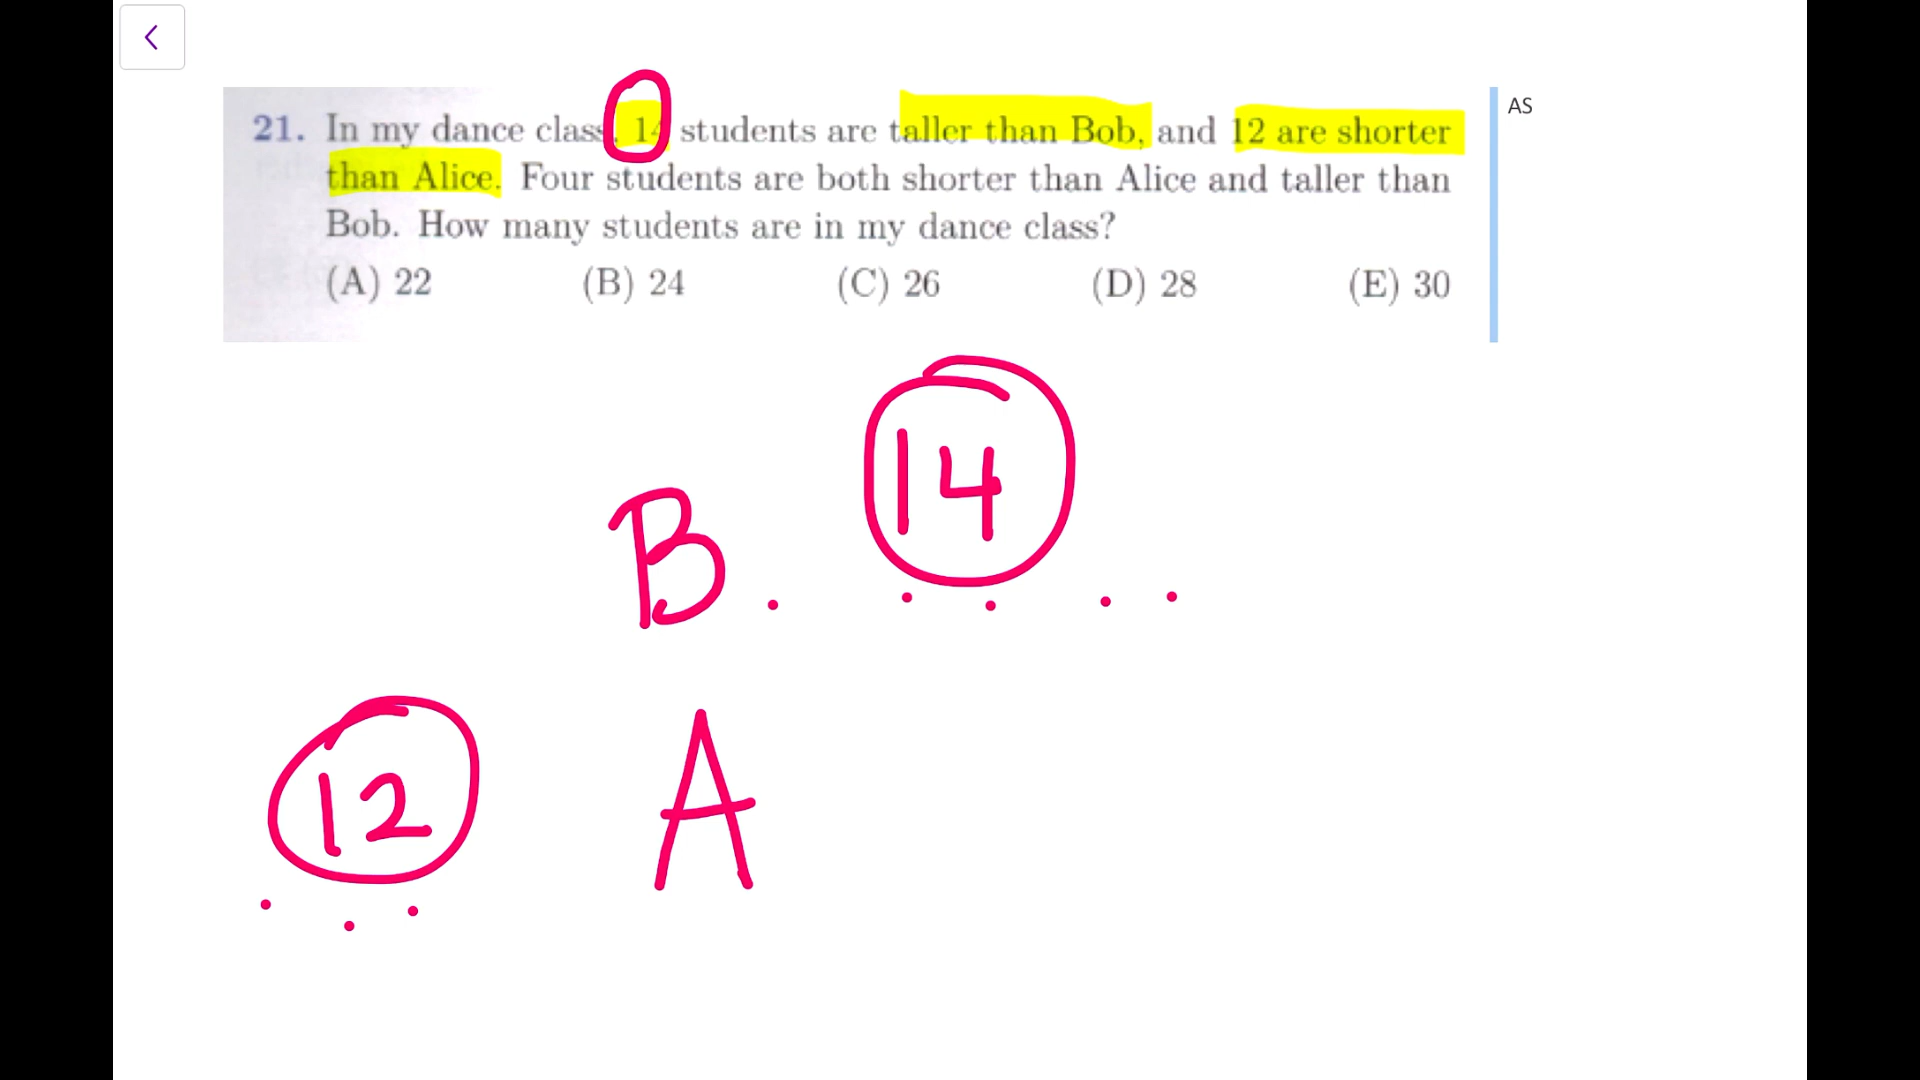 21. In my dance class, 14 students are taller than Bob, and 12 are shorter
than Alice. Four students are both shorter than Alice and taller than
Bob. How many students are in my dance class?
(A) 22 (B) 24 (C) 26 (D) 28 (E) 30
AS
14
B
12
A